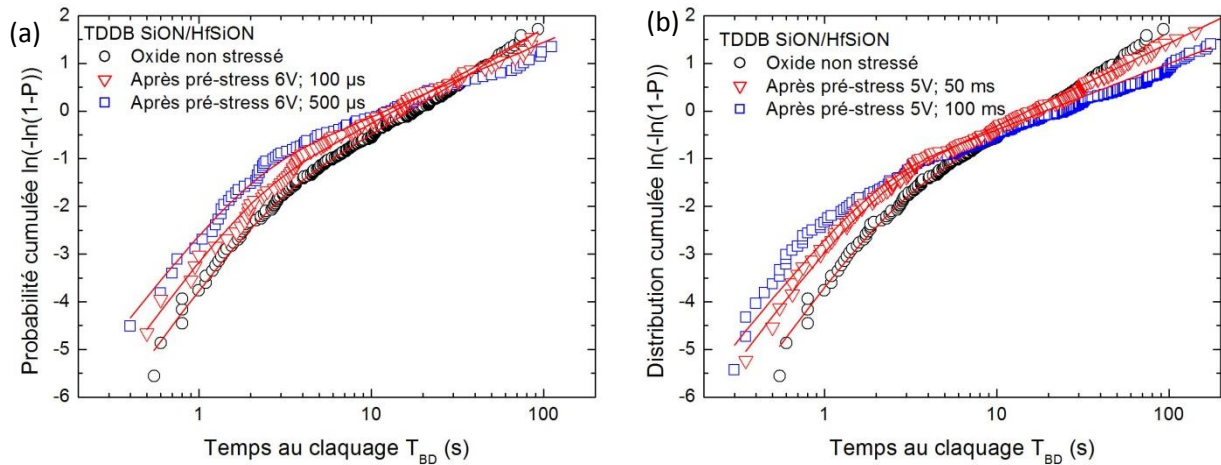 (a)
TDDB SiON/HfSiON
Oxide non stressé
Après pré-stress 6V; 100 µs
Après pré-stress 6V; 500 µs
Probabilité cumulée ln(-ln(1-P))
2
1
0
-1
-2
-3
-4
-5
-6
1
10
100
Temps au claquage TBD (s)
(b)
TDDB SiON/HfSiON
Oxide non stressé
Après pré-stress 5V; 50 ms
Après pré-stress 5V; 100 ms
Distribution cumulée ln(-ln(1-P))
2
1
0
-1
-2
-3
-4
-5
-6
1
10
100
Temps au claquage TBD (s)